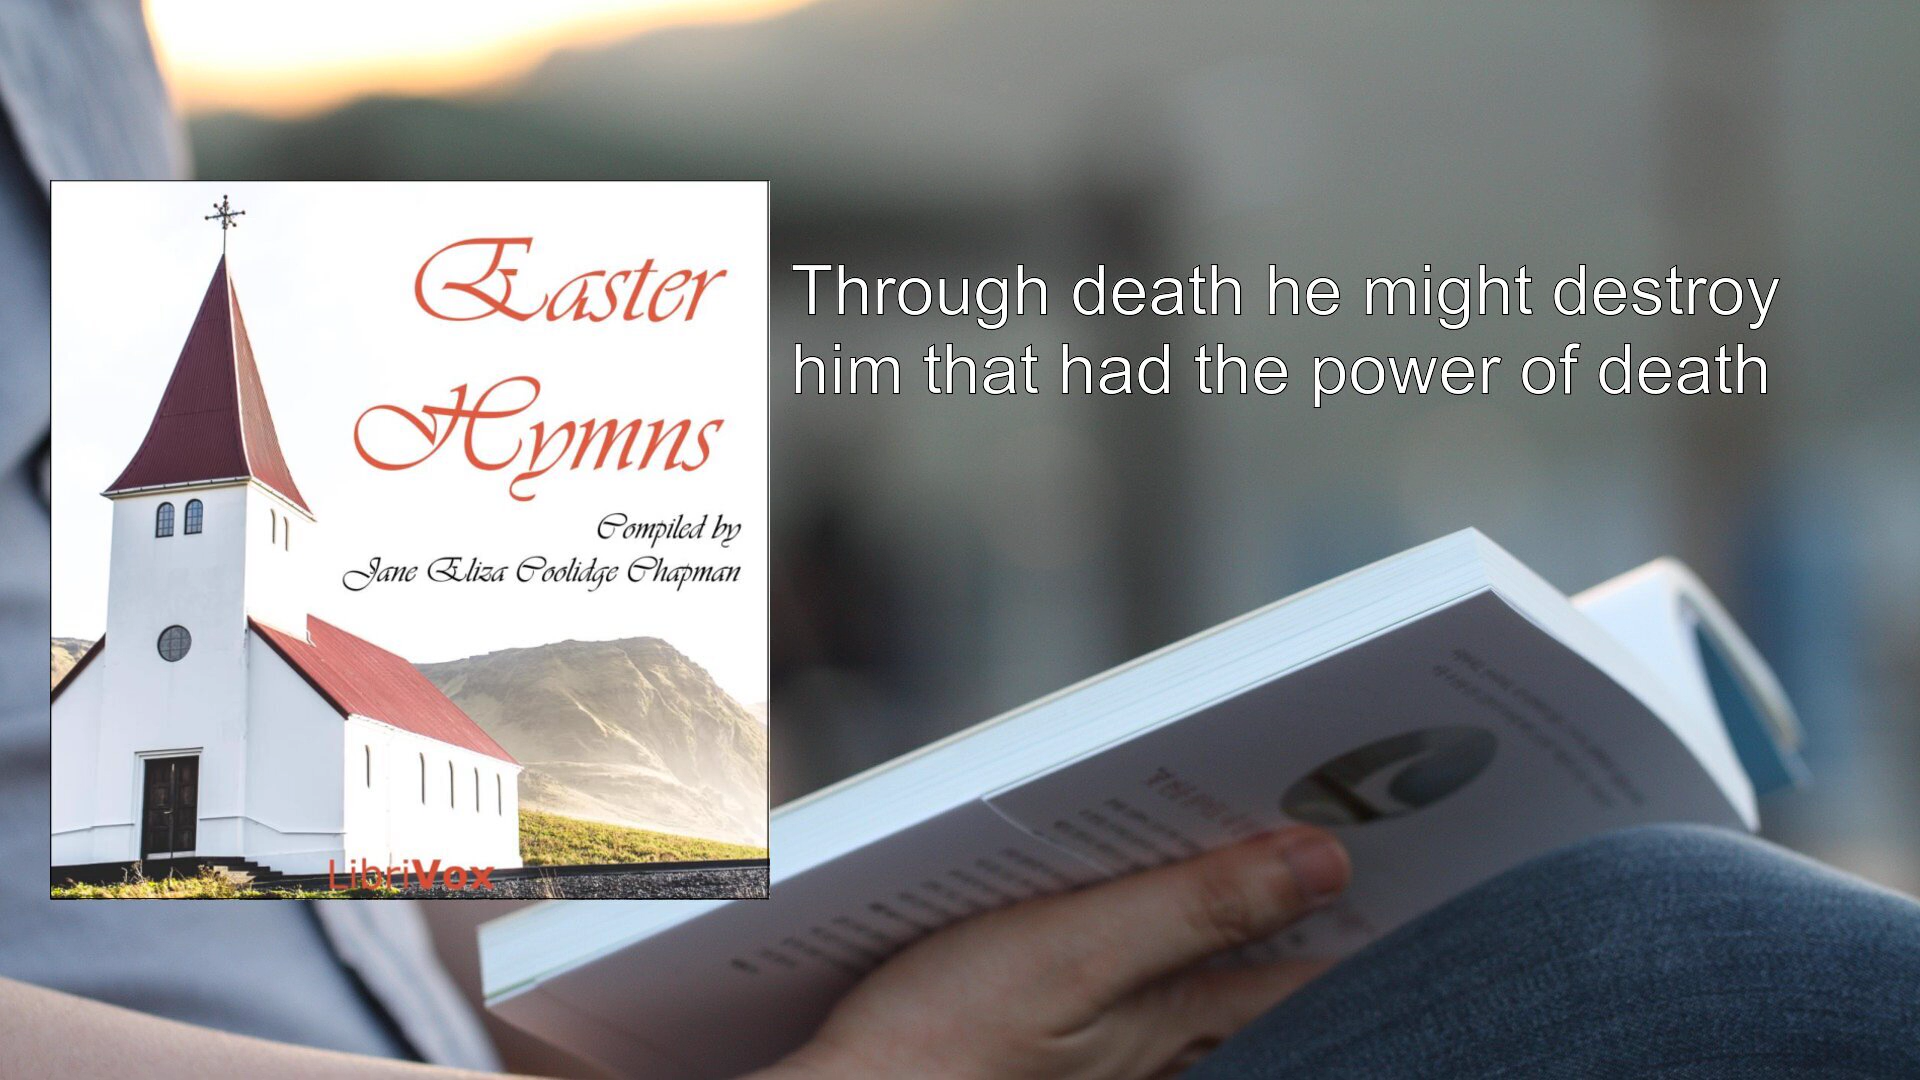 Easter
Hymns
Compiled by
Jane Eliza Coolidge Chapman
LibriVox
Through death he might destroy
him that had the power of death